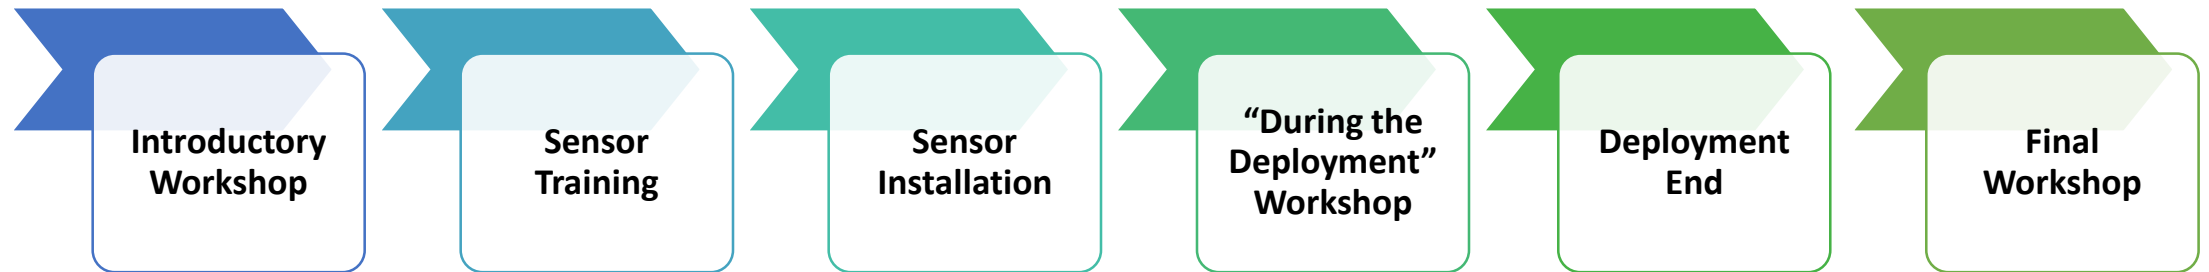 Introductory
Workshop
Sensor
Training
Sensor
Installation
“During the
Deployment”
Workshop
Deployment
End
Final
Workshop